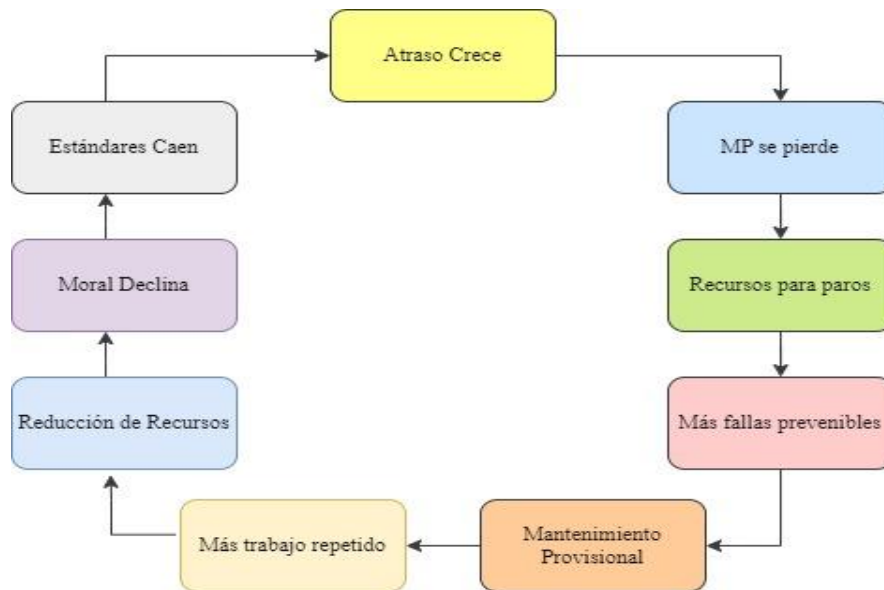 Atraso Crece
MP se pierde
Recursos para paros
Más fallas prevenibles
Mantenimiento
Provisional
Más trabajo repetido
Reducción de Recursos
Moral Declina
Estándares Caen